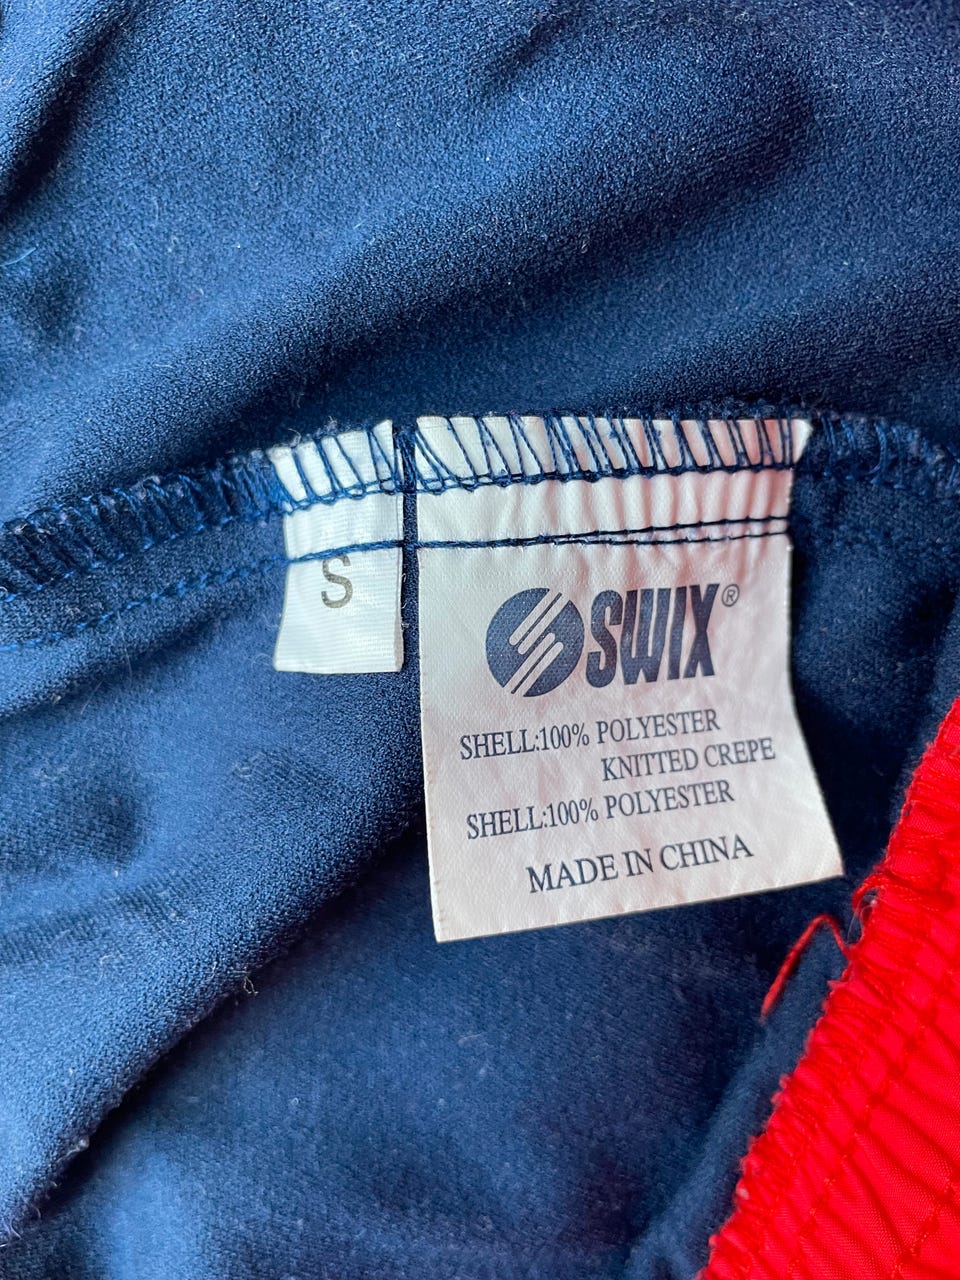 S
SWIX®
SHELL:100% POLYESTER
KNITTED CREPE
SHELL:100% POLYESTER
MADE IN CHINA